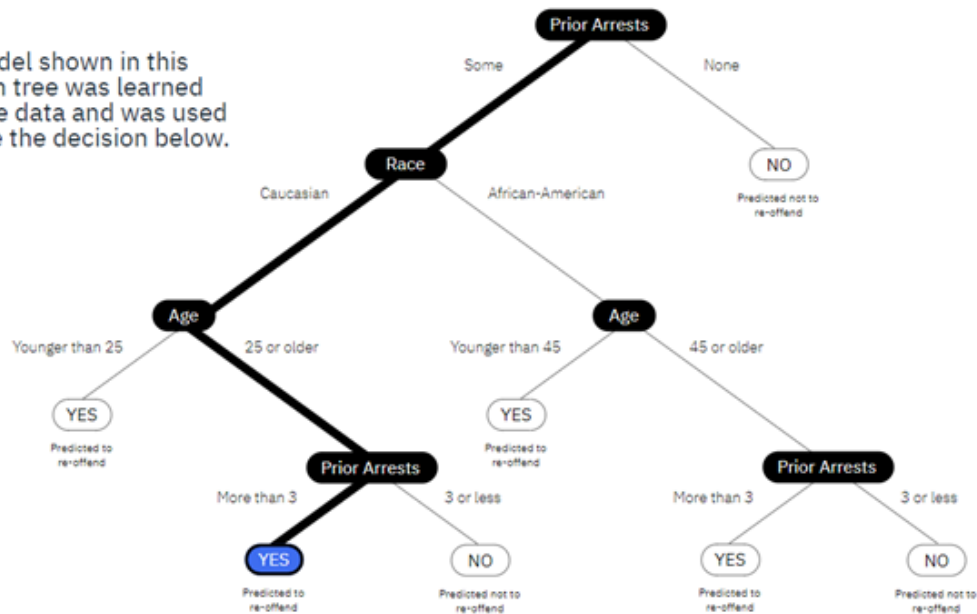 Prior Arrests
del shown in this
n tree was learned
e data and was used
e the decision below.
Some
None
Race
NO
Predicted not to
re-offend
Caucasian
African-American
Age
Age
Younger than 25
25 or older
Younger than 45
45 or older
YES
Predicted to
re-offend
YES
Predicted to
re-offend
Prior Arrests
Prior Arrests
More than 3
3 or less
More than 3
3 or less
YES
Predicted to
re-offend
NO
Predicted not to
re-offend
YES
Predicted to
re-offend
NO
Predicted not to
re-offend